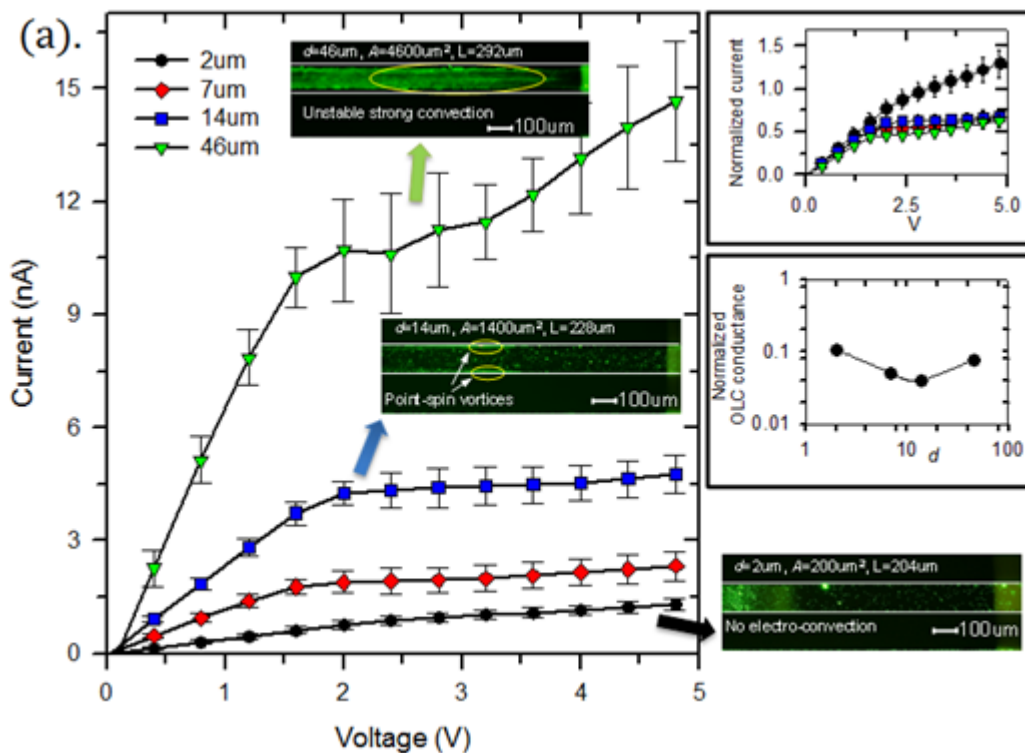 (a).
2um
7um
14um
46um
d=46um, A=4600um², L=292um
Unstable strong convection
100um
d=14um, A=1400um², L=228um
Point-spin vortices
100um
d=2um, A=200um², L=204um
No electro-convection
100um
Current (nA)
15
12
9
6
3
0
0
1
2
3
4
5
Voltage (V)
Normalized current
1.5
1.0
0.5
0.0
0.0
2.5
5.0
V
Normalized
OLC conductance
1
0.1
0.01
1
10
100
d